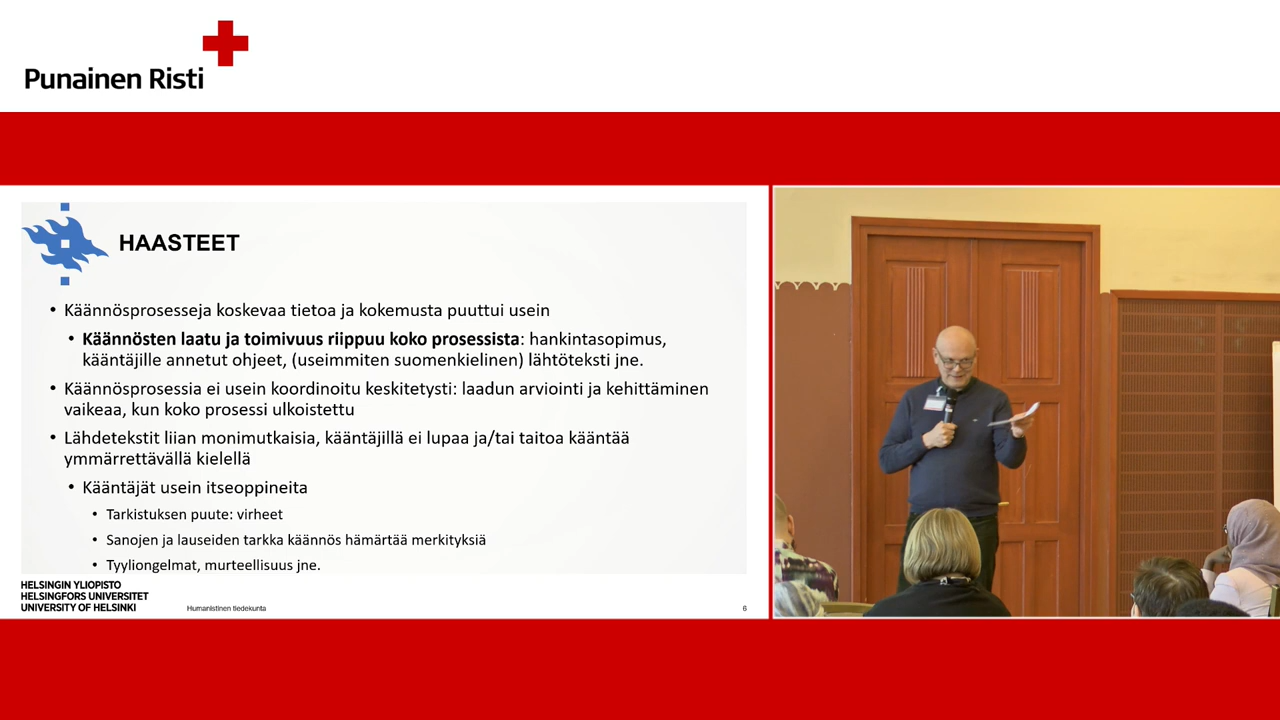 Punainen Risti
HAASTEET
• Käännösprosesseja koskevaa tietoa ja kokemusta puuttui usein
• Käännösten laatu ja toimivuus riippuu koko prosessista: hankintasopimus,
kääntäjille annetut ohjeet, (useimmiten suomenkielinen) lähtöteksti jne.
• Käännösprosessia ei usein koordinoitu keskitetysti: laadun arviointi ja kehittäminen
vaikeaa, kun koko prosessi ulkoistettu
• Lähdetekstit liian monimutkaisia, kääntäjillä ei lupaa ja/tai taitoa kääntää
ymmärrettävällä kielellä
• Kääntäjät usein itseoppineita
• Tarkistuksen puute: virheet
• Sanojen ja lauseiden tarkka käännös hämärtää merkityksiä
• Tyyliongelmat, murteellisuus jne.
HELSINGIN YLIOPISTO
HELSINGFORS UNIVERSITET
UNIVERSITY OF HELSINKI
Humanistinen tiedekunta
6